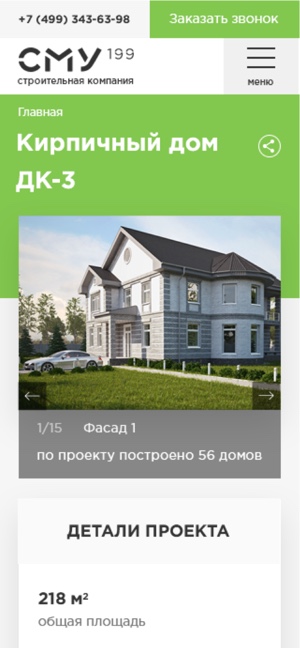 +7 (499) 343-63-98
Заказать звонок
СМУ 199
строительная компания
меню
Главная
Кирпичный дом
ДК-3
1/15 Фасад 1
по проекту построено 56 домов
ДЕТАЛИ ПРОЕКТА
218 м²
общая площадь